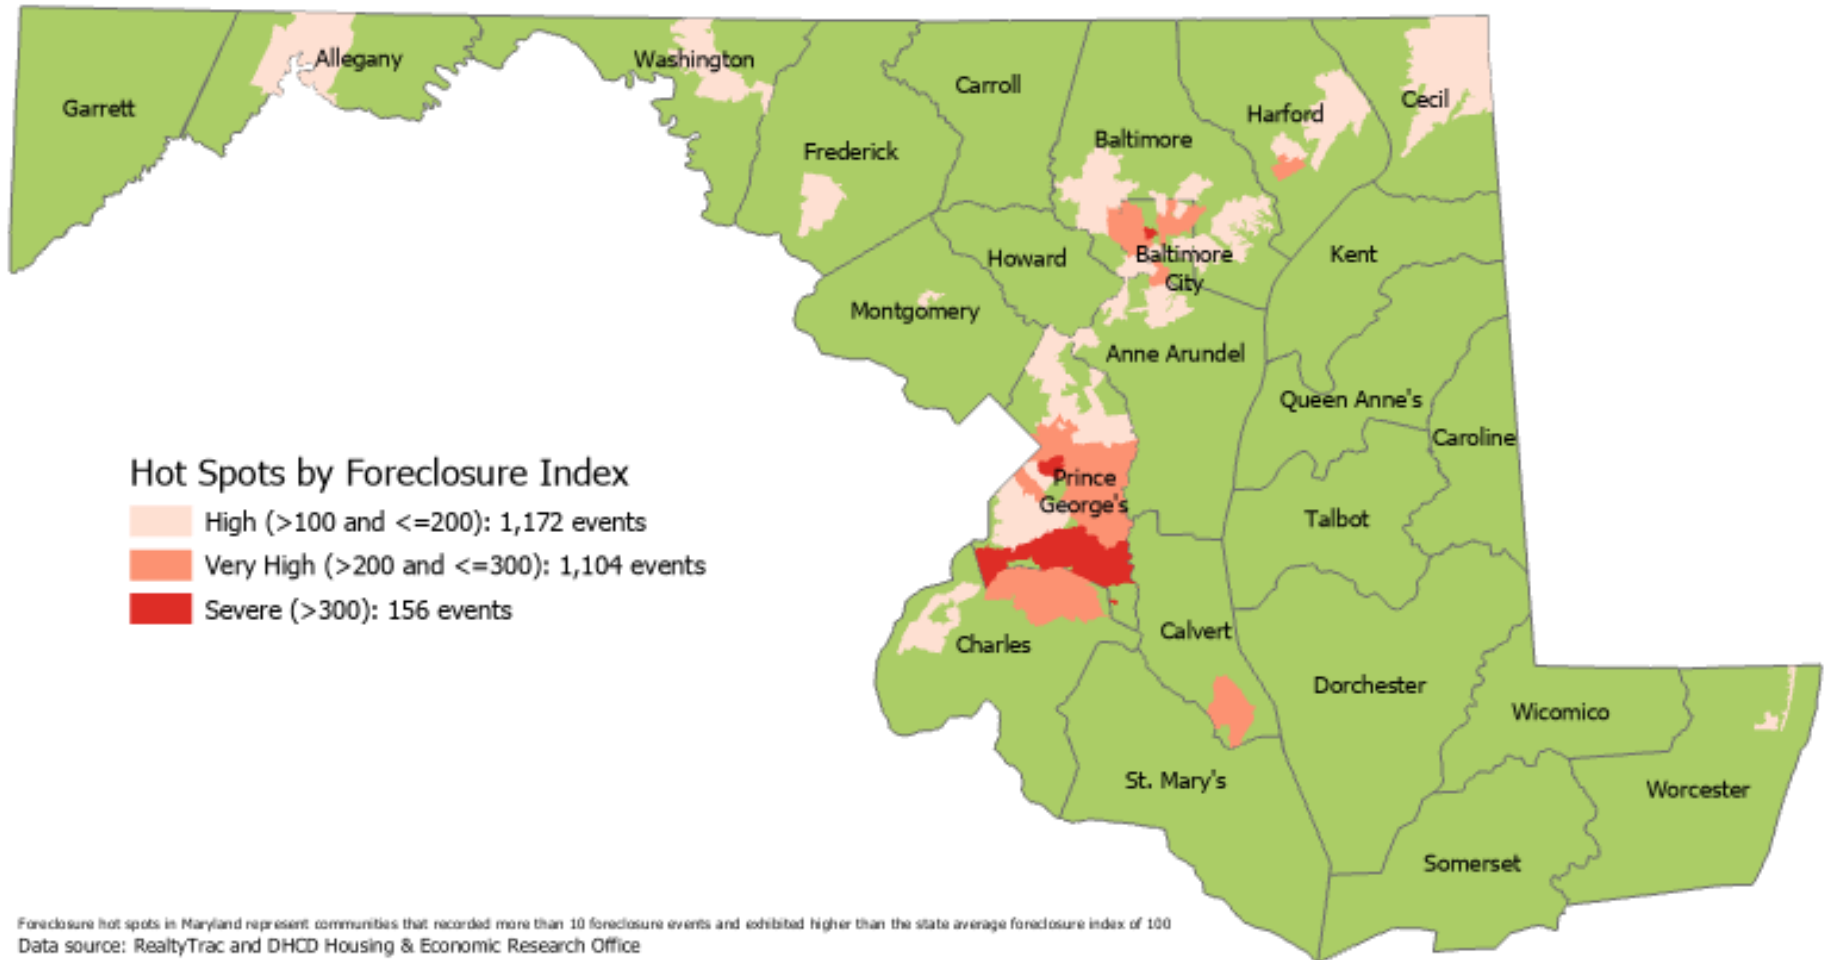 Allegany
Washington
Garrett
Carroll
Cecil
Harford
Baltimore
Frederick
Howard
Baltimore
City
Kent
Montgomery
Anne Arundel
Queen Anne's
Caroline
Prince
George's
Talbot
Hot Spots by Foreclosure Index
High (>100 and <=200): 1,172 events
Very High (>200 and <=300): 1,104 events
Severe (>300): 156 events
Charles
Calvert
Dorchester
Wicomico
St. Mary's
Worcester
Somerset
Foreclosure hot spots in Maryland represent communities that recorded more than 10 foreclosure events and exhibited higher than the state average foreclosure index of 100
Data source: RealtyTrac and DHCD Housing & Economic Research Office